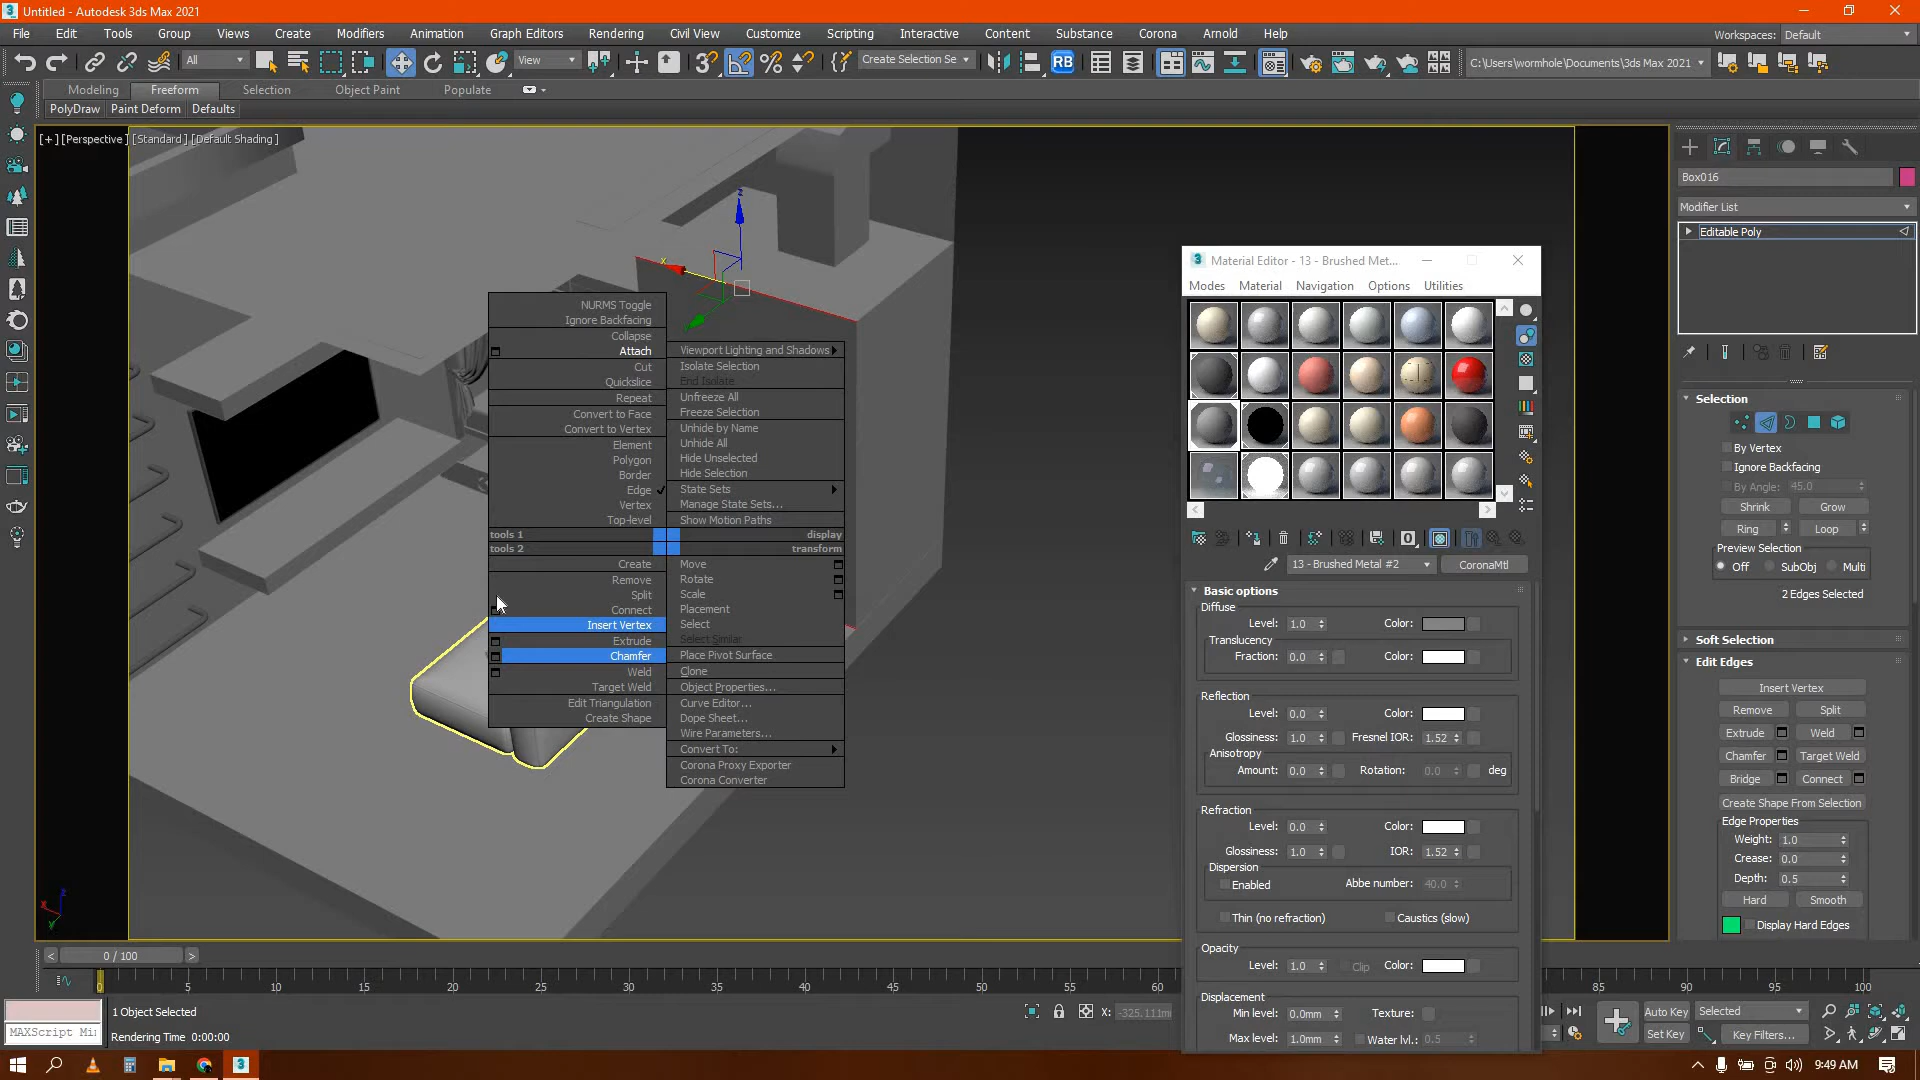 Untitled - Autodesk 3ds Max 2021
File Edit Tools Group Views Create Modifiers Animation Graph Editors Rendering Civil View Customize Scripting Interactive Content Substance Corona Arnold Help
Workspaces: Default
All View Create Selection Se C:\Users\wormhole\Documents\3ds Max 2021
Modeling Freeform Selection Object Paint Populate
PolyDraw Paint Deform Defaults
[+] [Perspective] [Standard] [Default Shading]
NURMS Toggle
Ignore Backfacing
Collapse
Attach
Cut
Quickslice
Repeat
Convert to Face
Convert to Vertex
Element
Polygon
Border
Edge
Vertex
Top-level
tools 1
tools 2
Create
Remove
Split
Connect
Insert Vertex
Extrude
Chamfer
Weld
Target Weld
Edit Triangulation
Create Shape
Viewport Lighting and Shadows
Isolate Selection
End Isolate
Unfreeze All
Freeze Selection
Unhide by Name
Unhide All
Hide Unselected
Hide Selection
State Sets
Manage State Sets...
Show Motion Paths
display
transform
Move
Rotate
Scale
Placement
Select
Select Similar
Place Pivot Surface
Clone
Object Properties...
Curve Editor...
Dope Sheet...
Wire Parameters...
Convert To:
Corona Proxy Exporter
Corona Converter
Material Editor - 13 - Brushed Met...
Modes Material Navigation Options Utilities
13 - Brushed Metal #2 CoronaMtl
Basic options
Diffuse
Level: 1.0 Color:
Translucency
Fraction: 0.0 Color:
Reflection
Level: 0.0 Color:
Glossiness: 1.0 Fresnel IOR: 1.52
Anisotropy
Amount: 0.0 Rotation: 0.0 deg
Refraction
Level: 0.0 Color:
Glossiness: 1.0 IOR: 1.52
Dispersion
Enabled Abbe number: 40.0
Thin (no refraction) Caustics (slow)
Opacity
Level: 1.0 Clip Color:
Displacement
Min level: 0.0mm Texture:
Max level: 1.0mm Water lvl.: 0.5
Box016
Modifier List
Editable Poly
Selection
By Vertex
Ignore Backfacing
By Angle: 45.0
Shrink Grow
Ring Loop
Preview Selection
Off SubObj Multi
2 Edges Selected
Soft Selection
Edit Edges
Insert Vertex
Remove Split
Extrude Weld
Chamfer Target Weld
Bridge Connect
Create Shape From Selection
Edge Properties
Weight: 1.0
Crease: 0.0
Depth: 0.5
Hard Smooth
Display Hard Edges
0 / 100
0 5 10 15 20 25 30 35 40 45 50 55 60 85 90 95 100
1 Object Selected
X: -325.111m
Auto Key Selected
MAXScript Mi
Rendering Time 0:00:00
Set Key Key Filters...
9:49 AM
x
z
x
y
z